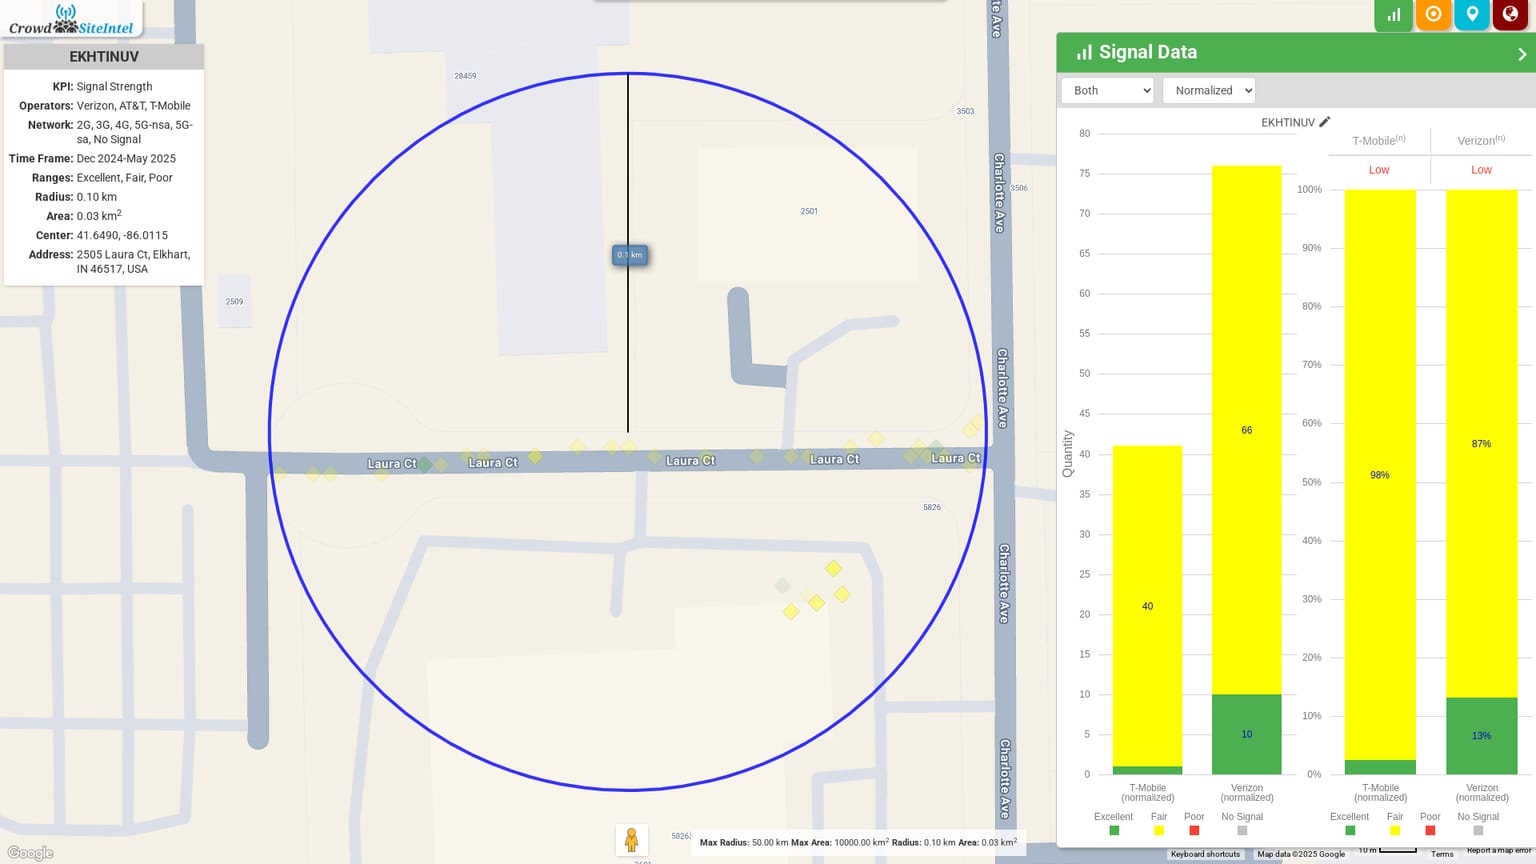 Crowd SiteIntel
EKHTINUV
KPI: Signal Strength
Operators: Verizon, AT&T, T-Mobile
Network: 2G, 3G, 4G, 5G-nsa, 5G-
sa, No Signal
Time Frame: Dec 2024-May 2025
Ranges: Excellent, Fair, Poor
Radius: 0.10 km
Area: 0.03 km²
Center: 41.6490, -86.0115
Address: 2505 Laura Ct, Elkhart,
IN 46517, USA
28459
3503
3506
2501
2509
5826
0.1 km
Charlotte Ave
Charlotte Ave
Charlotte Ave
Charlotte Ave
te Ave
Laura Ct
Laura Ct
Laura Ct
Laura Ct
Laura Ct
58263
Google
Max Radius: 50.00 km Max Area: 10000.00 km² Radius: 0.10 km Area: 0.03 km²
Keyboard shortcuts
Map data ©2025 Google
10 m
Terms
Report a map error
Signal Data
Both
Normalized
EKHTINUV
T-Mobile(n)
Verizon(n)
Low
Low
80
75
70
65
60
55
50
45
40
35
30
25
20
15
10
5
0
Quantity
40
66
10
T-Mobile
(normalized)
Verizon
(normalized)
Excellent
Fair
Poor
No Signal
100%
90%
80%
70%
60%
50%
40%
30%
20%
10%
0%
98%
87%
13%
T-Mobile
(normalized)
Verizon
(normalized)
Excellent
Fair
Poor
No Signal